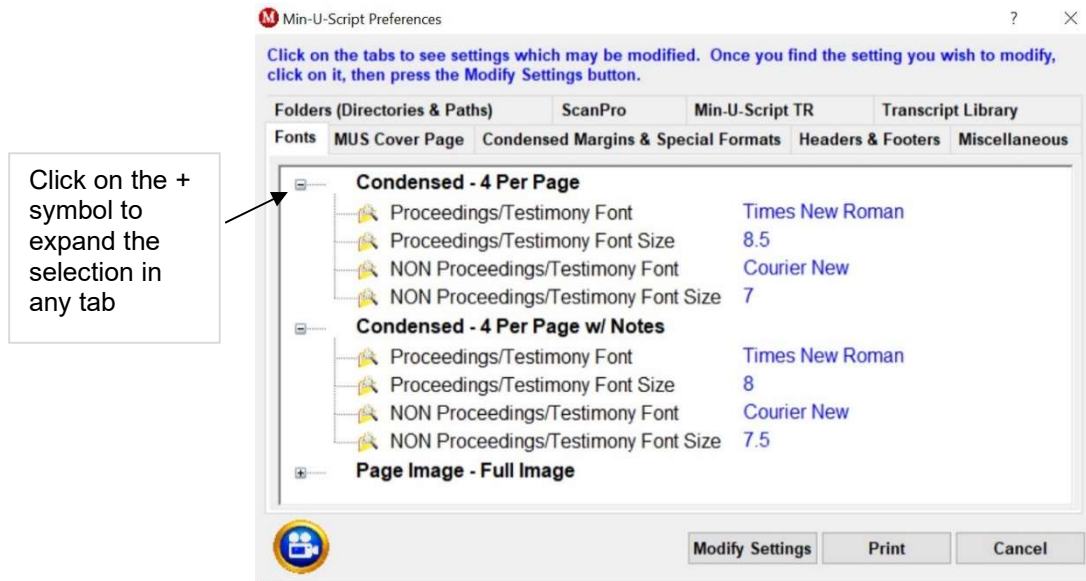 Min-U-Script Preferences
?
Click on the tabs to see settings which may be modified. Once you find the setting you wish to modify,
click on it, then press the Modify Settings button.
Folders (Directories & Paths) ScanPro Min-U-Script TR Transcript Library
Fonts MUS Cover Page Condensed Margins & Special Formats Headers & Footers Miscellaneous
Click on the +
symbol to
expand the
selection in
any tab
Condensed - 4 Per Page
Proceedings/Testimony Font Times New Roman
Proceedings/Testimony Font Size 8.5
NON Proceedings/Testimony Font Courier New
NON Proceedings/Testimony Font Size 7
Condensed - 4 Per Page w/ Notes
Proceedings/Testimony Font Times New Roman
Proceedings/Testimony Font Size 8
NON Proceedings/Testimony Font Courier New
NON Proceedings/Testimony Font Size 7.5
Page Image - Full Image
Modify Settings Print Cancel